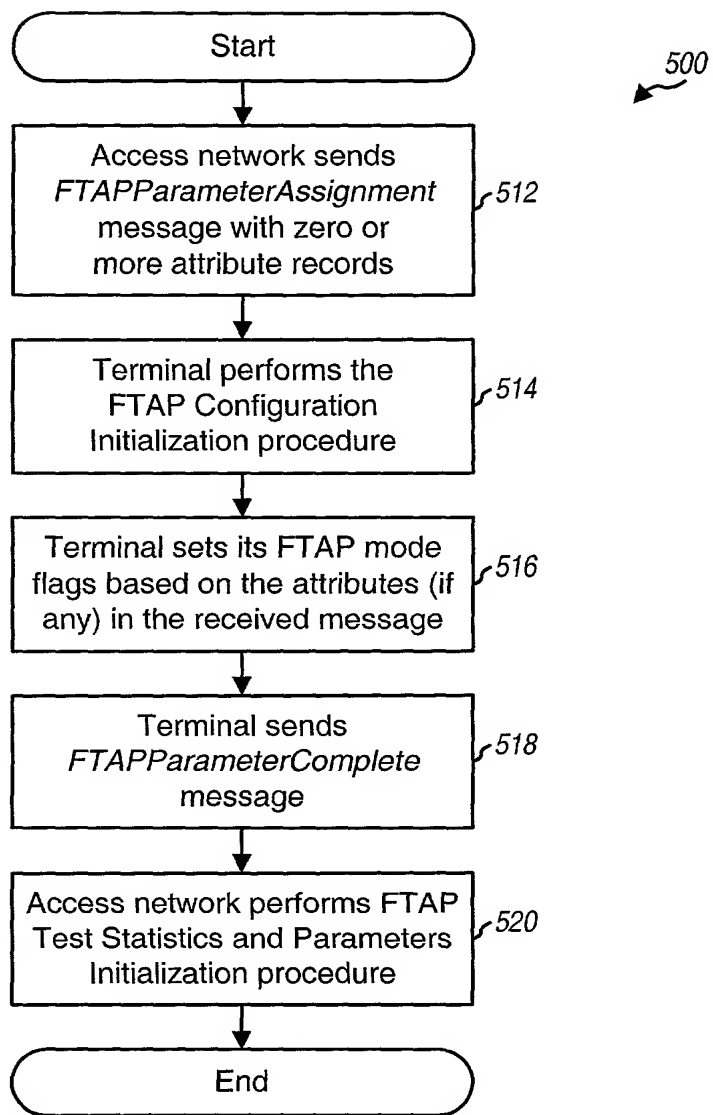 Start
500
Access network sends
FTAPParameterAssignment
message with zero or
more attribute records
512
Terminal performs the
FTAP Configuration
Initialization procedure
514
Terminal sets its FTAP mode
flags based on the attributes (if
any) in the received message
516
Terminal sends
FTAPParameterComplete
message
518
Access network performs FTAP
Test Statistics and Parameters
Initialization procedure
520
End